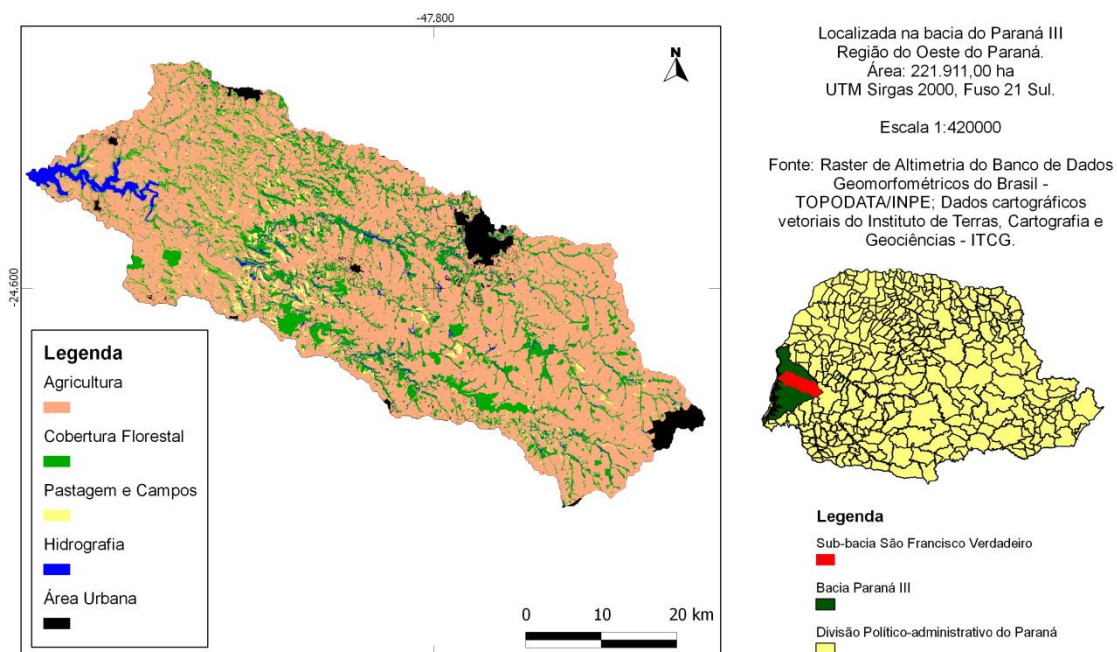 -47.800
-24.600
N
Legenda
Agricultura
Cobertura Florestal
Pastagem e Campos
Hidrografia
Área Urbana
0 10 20 km
Localizada na bacia do Paraná III
Região do Oeste do Paraná.
Área: 221.911,00 ha
UTM Sirgas 2000, Fuso 21 Sul.
Escala 1:420000
Fonte: Raster de Altimetria do Banco de Dados
Geomorfométricos do Brasil -
TOPODATA/INPE; Dados cartográficos
vetoriais do Instituto de Terras, Cartografia e
Geociências - ITCG.
Legenda
Sub-bacia São Francisco Verdadeiro
Bacia Paraná III
Divisão Político-administrativo do Paraná